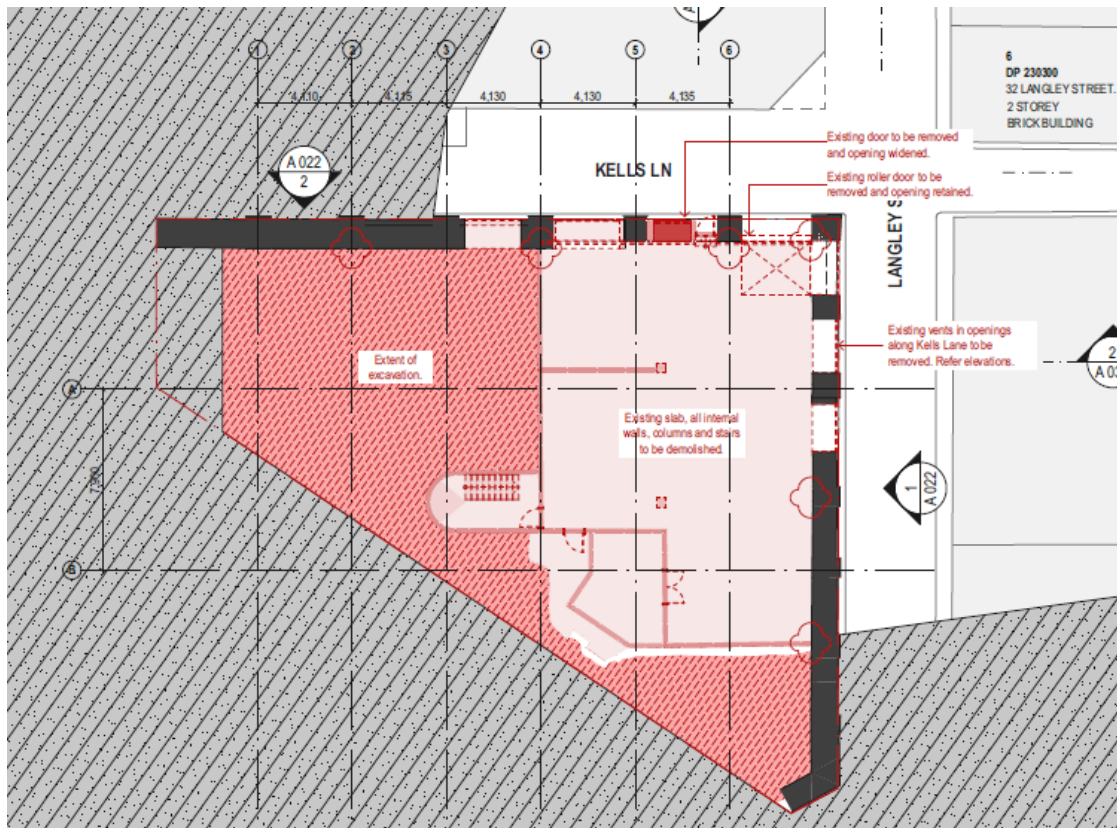 1
2
3
4
5
6
4,110
4,115
4,130
4,130
4,135
6
DP 230300
32 LANGLEY STREET.
2 STOREY
BRICK BUILDING
Existing door to be removed
and opening widened.
KELLS LN
A 022
2
Existing roller door to be
removed and opening retained.
LANGLEY S
Existing vents in openings
along Kells Lane to be
removed. Refer elevations.
2
A 03
Extent of
excavation.
A
Existing slab, all internal
walls, columns and stairs
to be demolished.
1
A 022
B